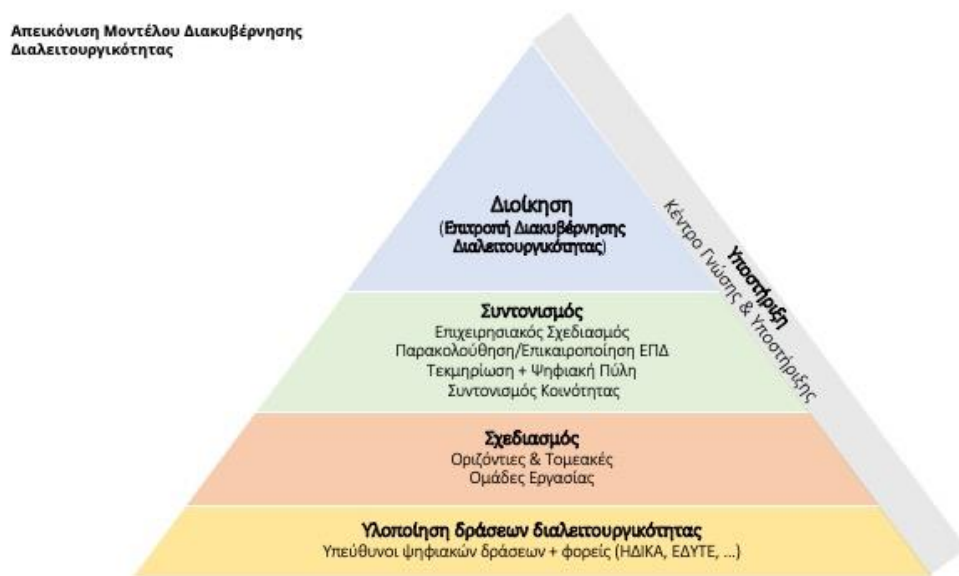 Απεικόνιση Μοντέλου Διακυβέρνησης
Διαλειτουργικότητας
Διοίκηση
(Επιτροπή Διακυβέρνησης
Διαλειτουργικότητας)
Συντονισμός
Επιχειρησιακός Σχεδιασμός
Παρακολούθηση/Επικαιροποίηση ΕΠΔ
Τεκμηρίωση + Ψηφιακή Πύλη
Συντονισμός Κοινότητας
Σχεδιασμός
Οριζόντιες & Τομεακές
Ομάδες Εργασίας
Υλοποίηση δράσεων διαλειτουργικότητας
Υπεύθυνοι ψηφιακών δράσεων + φορείς (ΗΔΙΚΑ, ΕΔΥΤΕ, ...)
Υποστήριξη
Κέντρο Γνώσης & Υποστήριξης